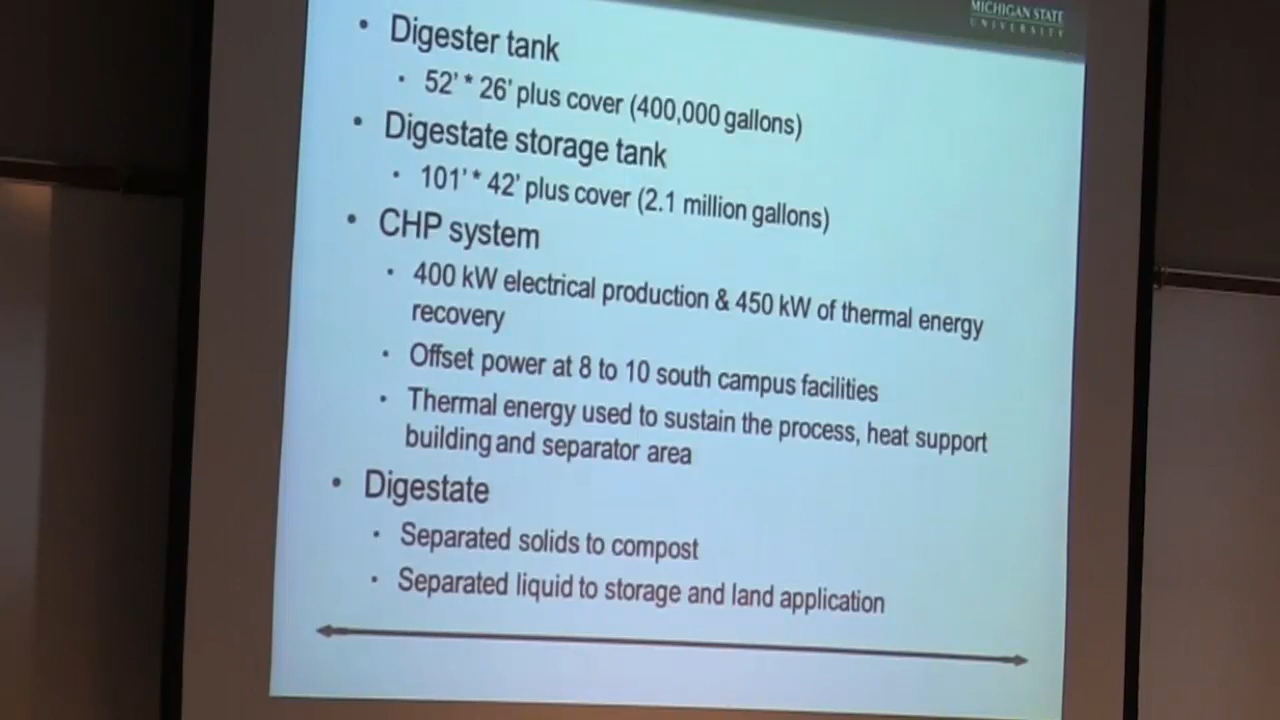 MICHIGAN STATE
UNIVERSITY
• Digester tank
• 52' * 26' plus cover (400,000 gallons)
• Digestate storage tank
• 101' * 42' plus cover (2.1 million gallons)
• CHP system
• 400 kW electrical production & 450 kW of thermal energy
recovery
• Offset power at 8 to 10 south campus facilities
• Thermal energy used to sustain the process, heat support
building and separator area
• Digestate
• Separated solids to compost
• Separated liquid to storage and land application